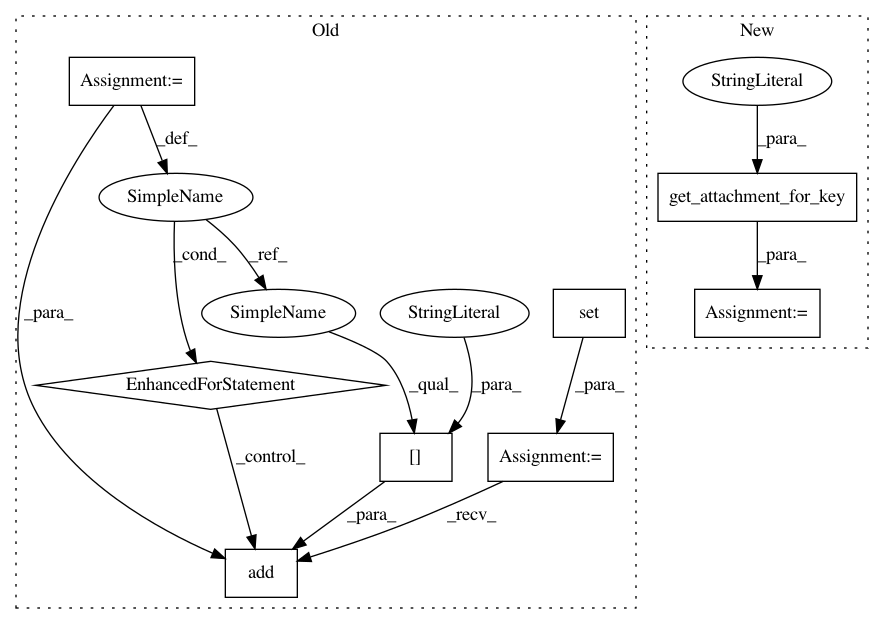 Old
New
Assignment:=
StringLiteral
_def_
_para_
SimpleName
get_attachment_for_key
_cond_
_ref_
_para_
_para_
SimpleName
StringLiteral
set
Assignment:=
EnhancedForStatement
_qual_
_para_
_para_
_control_
[]
Assignment:=
_para_
_recv_
add